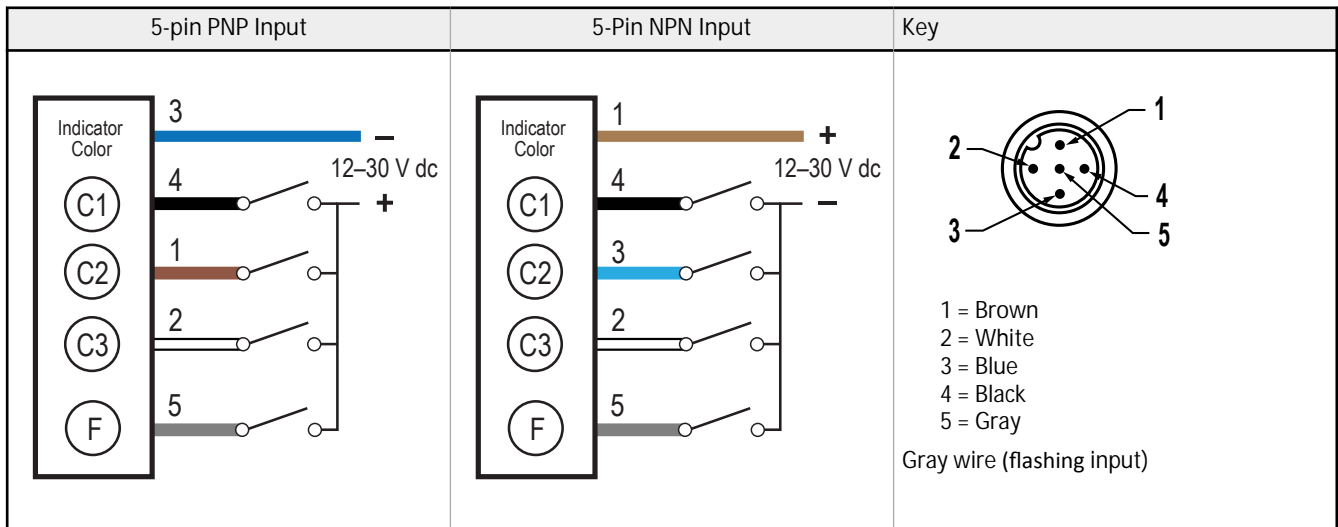 5-pin PNP Input
Indicator
Color
3
–
12–30 V dc
4
C1
+
1
C2
2
C3
5
F
5-Pin NPN Input
Indicator
Color
1
+
12–30 V dc
4
C1
–
3
C2
2
C3
5
F
Key
1
2
4
3
5
1 = Brown
2 = White
3 = Blue
4 = Black
5 = Gray
Gray wire (flashing input)